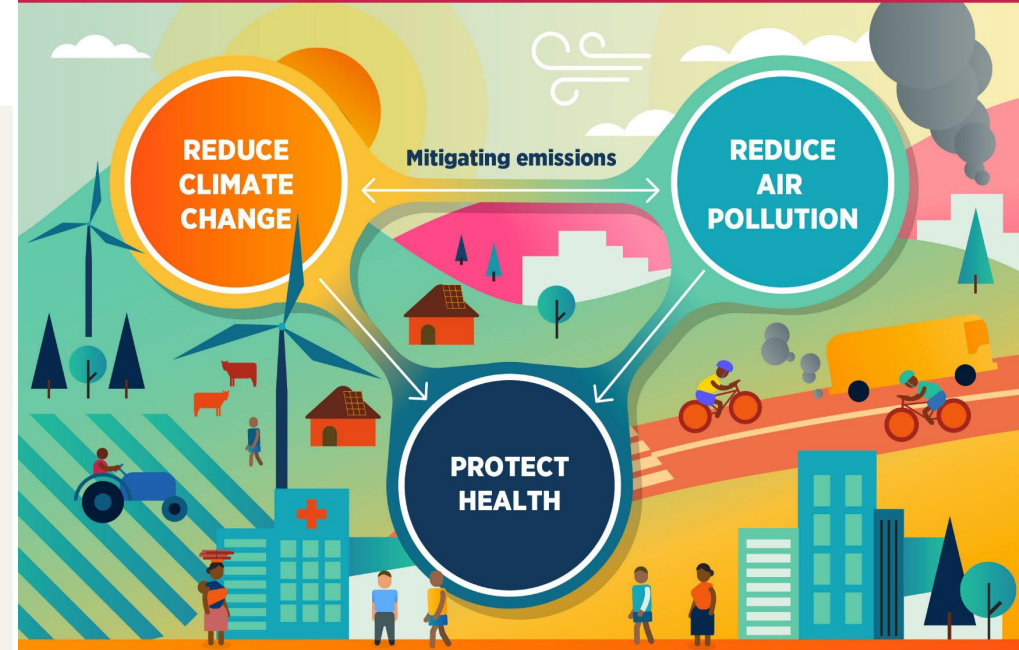 REDUCE
CLIMATE
CHANGE
Mitigating emissions
REDUCE
AIR
POLLUTION
PROTECT
HEALTH